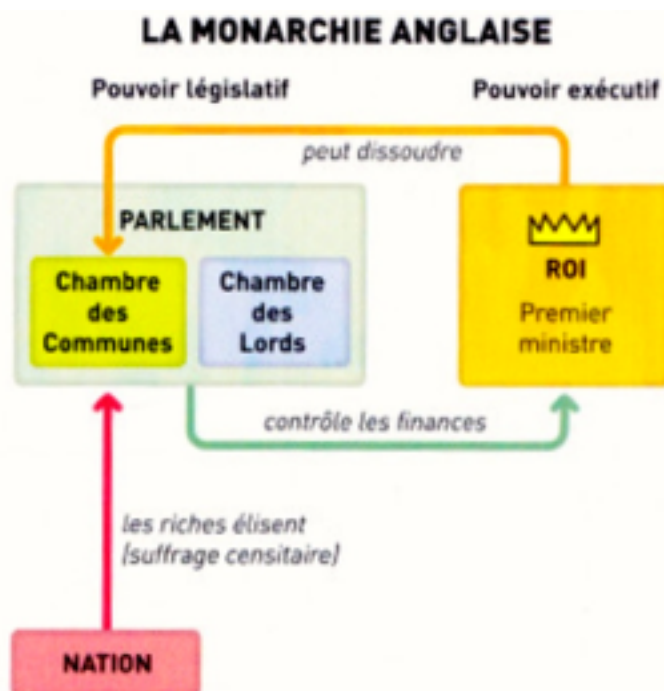 LA MONARCHIE ANGLAISE
Pouvoir législatif
Pouvoir exécutif
peut dissoudre
PARLEMENT
Chambre
des
Communes
Chambre
des
Lords
ROI
Premier
ministre
contrôle les finances
les riches élisent
(suffrage censitaire)
NATION